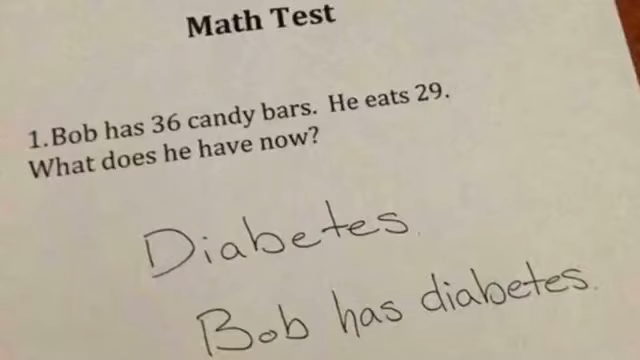 Math Test
1.Bob has 36 candy bars. He eats 29.
What does he have now?
Diabetes.
Bob has diabetes.